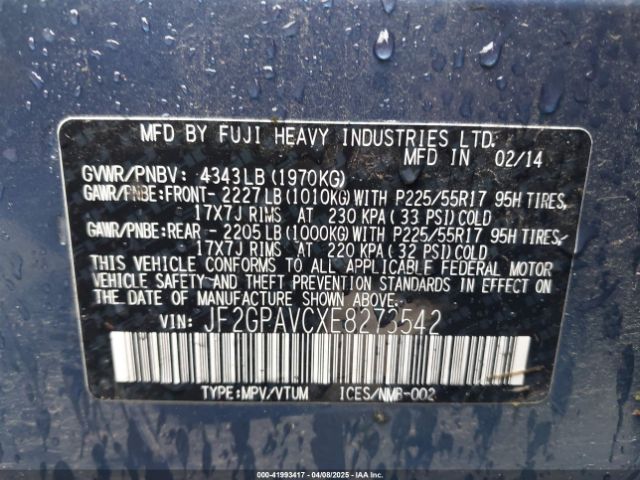 MFD BY FUJI HEAVY INDUSTRIES LTD.
MFD IN 02/14
GVWR/PNBV: 4343LB(1970KG)
GAWR/PNBE:FRONT- 2227LB(1010KG)WITH P225/55R17 95H TIRES,
17X7J RIMS AT 230 KPA(33 PSI)COLD
GAWR/PNBE:REAR - 2205LB(1000KG)WITH P225/55R17 95H TIRES,
17X7J RIMS AT 220 KPA(32 PSI)COLD
THIS VEHICLE CONFORMS TO ALL APPLICABLE FEDERAL MOTOR
VEHICLE SAFETY AND THEFT PREVENTION STANDARDS IN EFFECT ON
THE DATE OF MANUFACTURE SHOWN ABOVE.
VIN: JF2GPAVCXE8273542
TYPE:MPV/VTUM ICES/NMB-002
000-41993417 - 04/08/2025 - IAA Inc.